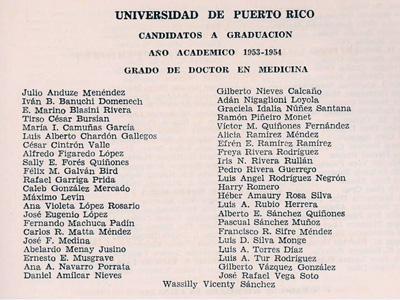 UNIVERSIDAD DE PUERTO RICO
CANDIDATOS A GRADUACION
AÑO ACADEMICO 1953-1954
GRADO DE DOCTOR EN MEDICINA
Julio Anduze Menéndez
Iván B. Banuchi Domenech
E. Marino Blasini Rivera
Tirso César Bursian
María I. Camuñas García
Luis Alberto Chardón Gallegos
César Cintrón Valle
Alfredo Figaredo López
Sally E. Forés Quiñones
Félix M. Galván Bird
Rafael Garriga Prida
Caleb González Mercado
Máximo Levin
Ana Violeta López Rosario
José Eugenio López
Fernando Machuca Padín
Carlos R. Matta Méndez
José F. Medina
Abelardo Menay Jusino
Ernesto E. Musgrave
Ana A. Navarro Porrata
Daniel Amílcar Nieves
Gilberto Nieves Calcaño
Adán Nigaglioni Loyola
Graciela Idalia Núñez Santana
Ramón Piñeiro Monet
Víctor M. Quiñones Fernández
Alicia Ramírez Méndez
Efrén E. Ramírez Ramírez
Freya Rivera Rodríguez
Iris N. Rivera Rullán
Pedro Rivera Guerrero
Luis Angel Rodríguez Negrón
Harry Romero
Héber Amaury Rosa Silva
Luis A. Rubio Herrera
Alberto E. Sánchez Quiñones
Pascual Sánchez Muñoz
Francisco R. Sifre Méndez
Luis D. Silva Monge
Luis A. Torres Díaz
Luis A. Tur Rodríguez
Gilberto Vázquez González
José Rafael Vega Soto
Wassilly Vicenty Sánchez